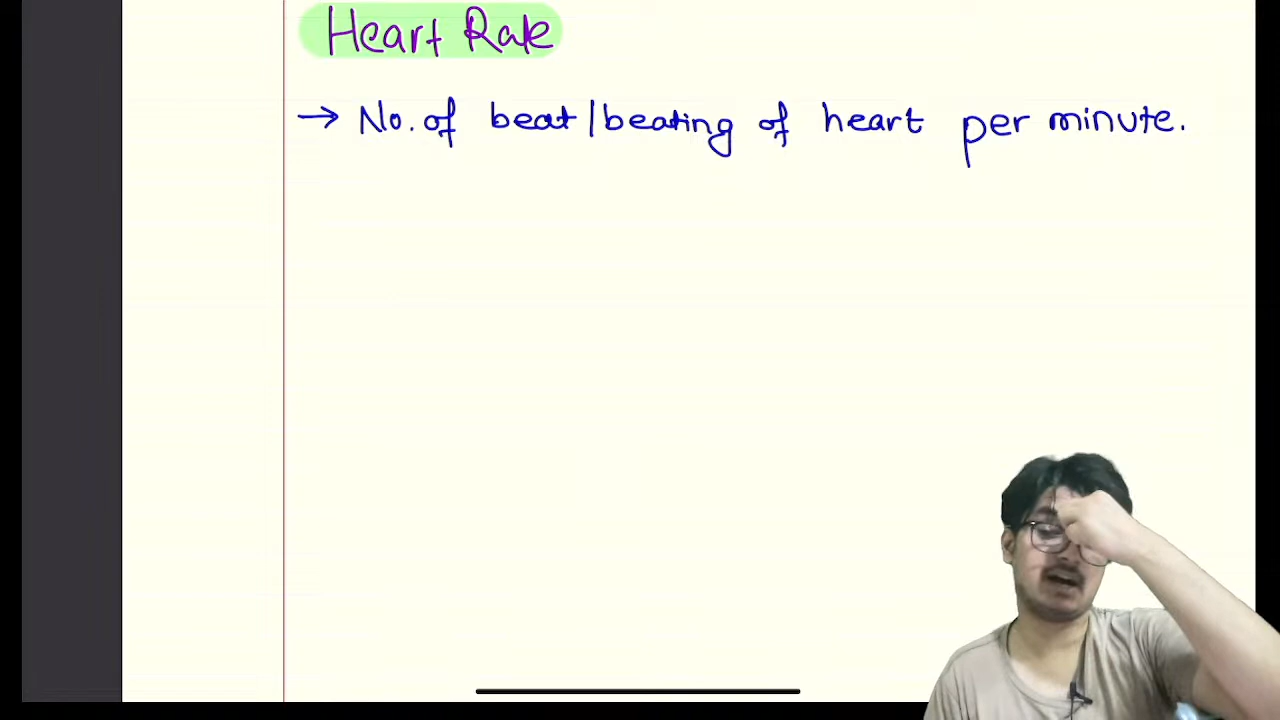 Heart Rate
→ No. of beat/beating of heart per minute.